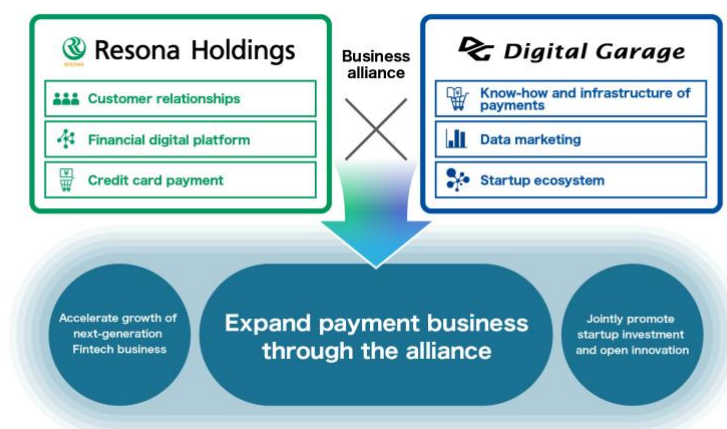 Resona Holdings
RESONA
Customer relationships
Financial digital platform
Credit card payment
Business
alliance
DG Digital Garage
Know-how and infrastructure of
payments
Data marketing
Startup ecosystem
Accelerate growth of
next-generation
Fintech business
Expand payment business
through the alliance
Jointly promote
startup investment
and open innovation